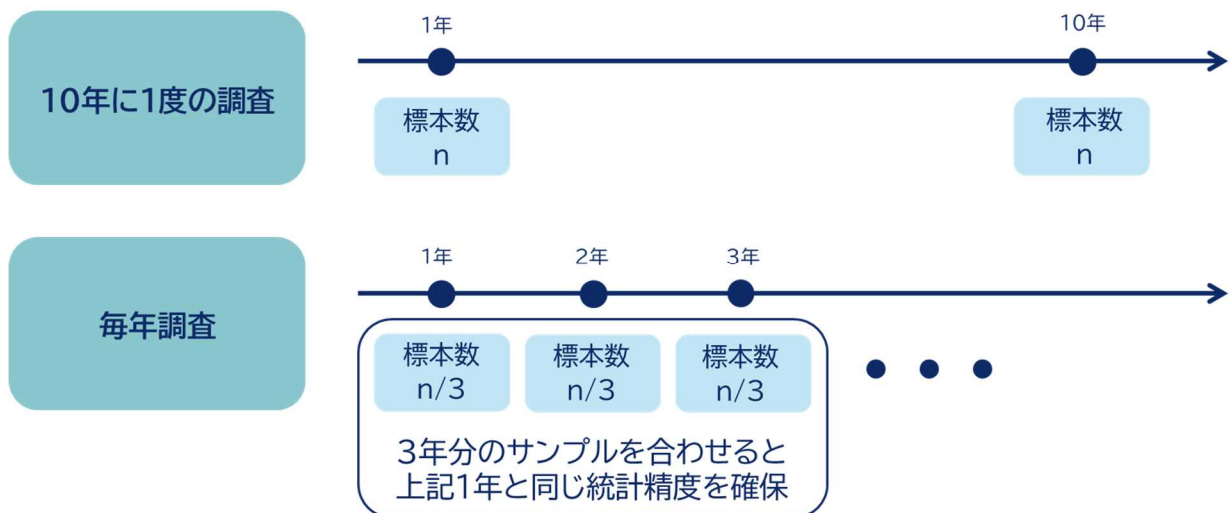 10年に1度の調査
1年
10年
標本数
n
標本数
n
毎年調査
1年
2年
3年
標本数
n/3
標本数
n/3
標本数
n/3
3年分のサンプルを合わせると
上記1年と同じ統計精度を確保